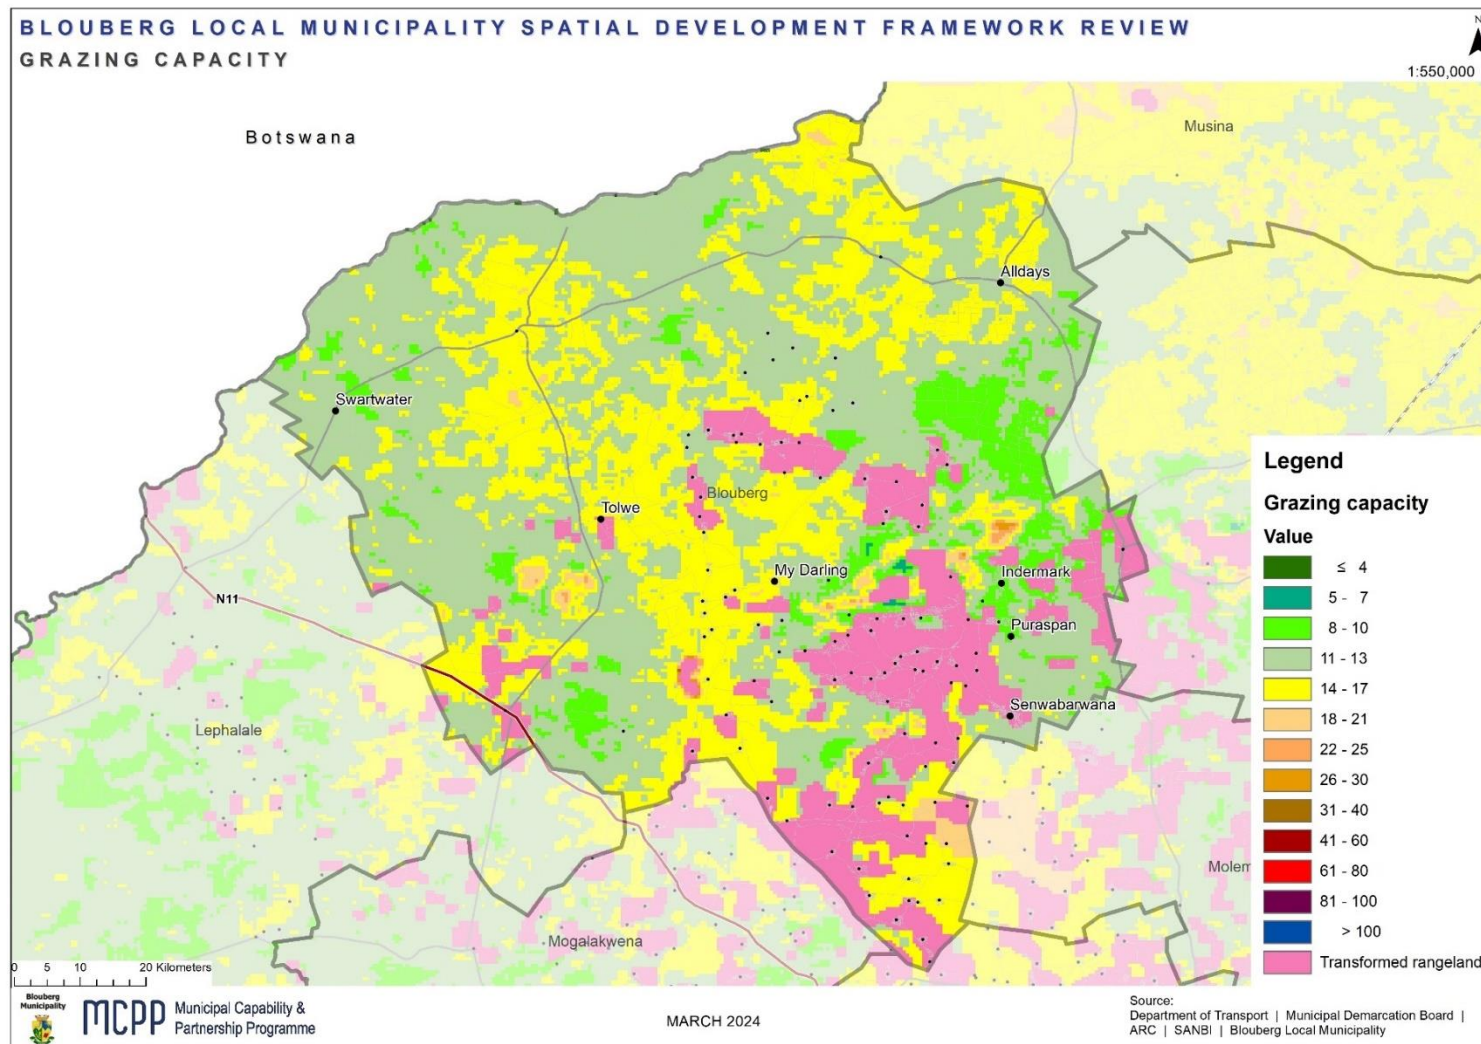 BLOUBERG LOCAL MUNICIPALITY SPATIAL DEVELOPMENT FRAMEWORK REVIEW
GRAZING CAPACITY
N
1:550,000
Botswana
Musina
Alldays
Swartwater
Blouberg
Tolwe
My Darling
Indermark
N11
Puraspan
Senwabarwana
Lephalale
Molem
Mogalakwena
Legend
Grazing capacity
Value
≤ 4
5 - 7
8 - 10
11 - 13
14 - 17
18 - 21
22 - 25
26 - 30
31 - 40
41 - 60
61 - 80
81 - 100
> 100
Transformed rangeland
0 5 10 20 Kilometers
Blouberg
Municipality
MCPP
Municipal Capability &
Partnership Programme
MARCH 2024
Source:
Department of Transport | Municipal Demarcation Board |
ARC | SANBI | Blouberg Local Municipality